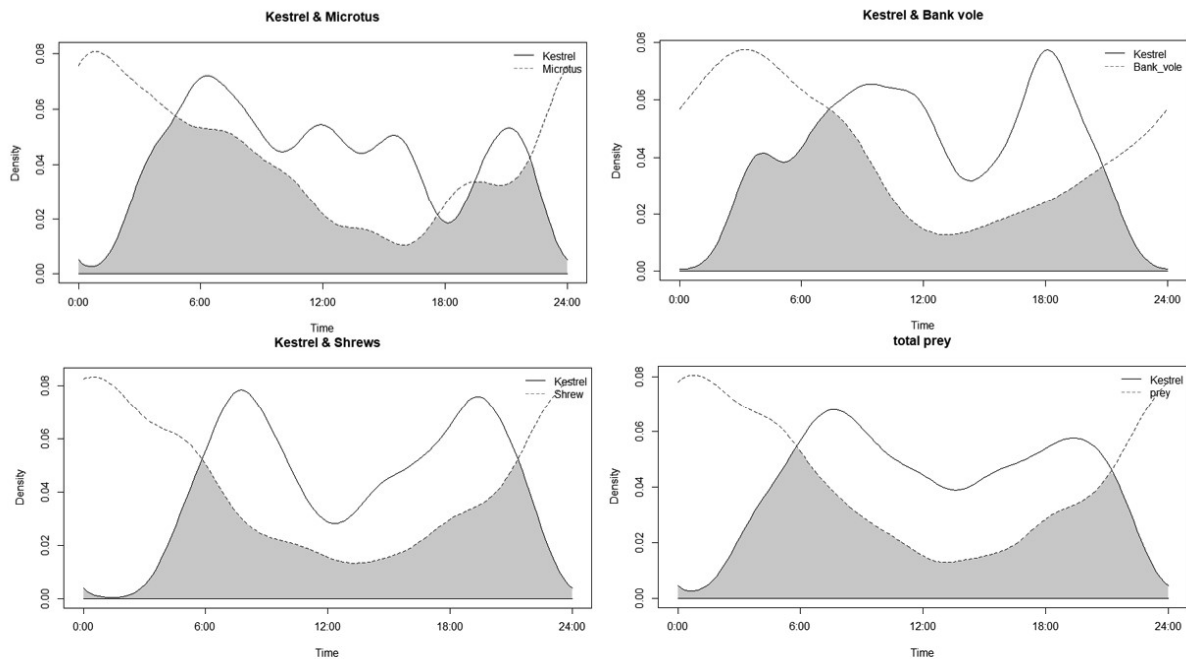 Kestrel & Microtus
Kestrel
Microtus
Density
0.00
0.02
0.04
0.06
0.08
0:00
6:00
12:00
18:00
24:00
Time
Kestrel & Bank vole
Kestrel
Bank_vole
Density
0.00
0.02
0.04
0.06
0.08
0:00
6:00
12:00
18:00
24:00
Time
Kestrel & Shrews
Kestrel
Shrew
Density
0.00
0.02
0.04
0.06
0.08
0:00
6:00
12:00
18:00
24:00
Time
total prey
Kestrel
prey
Density
0.00
0.02
0.04
0.06
0.08
0:00
6:00
12:00
18:00
24:00
Time